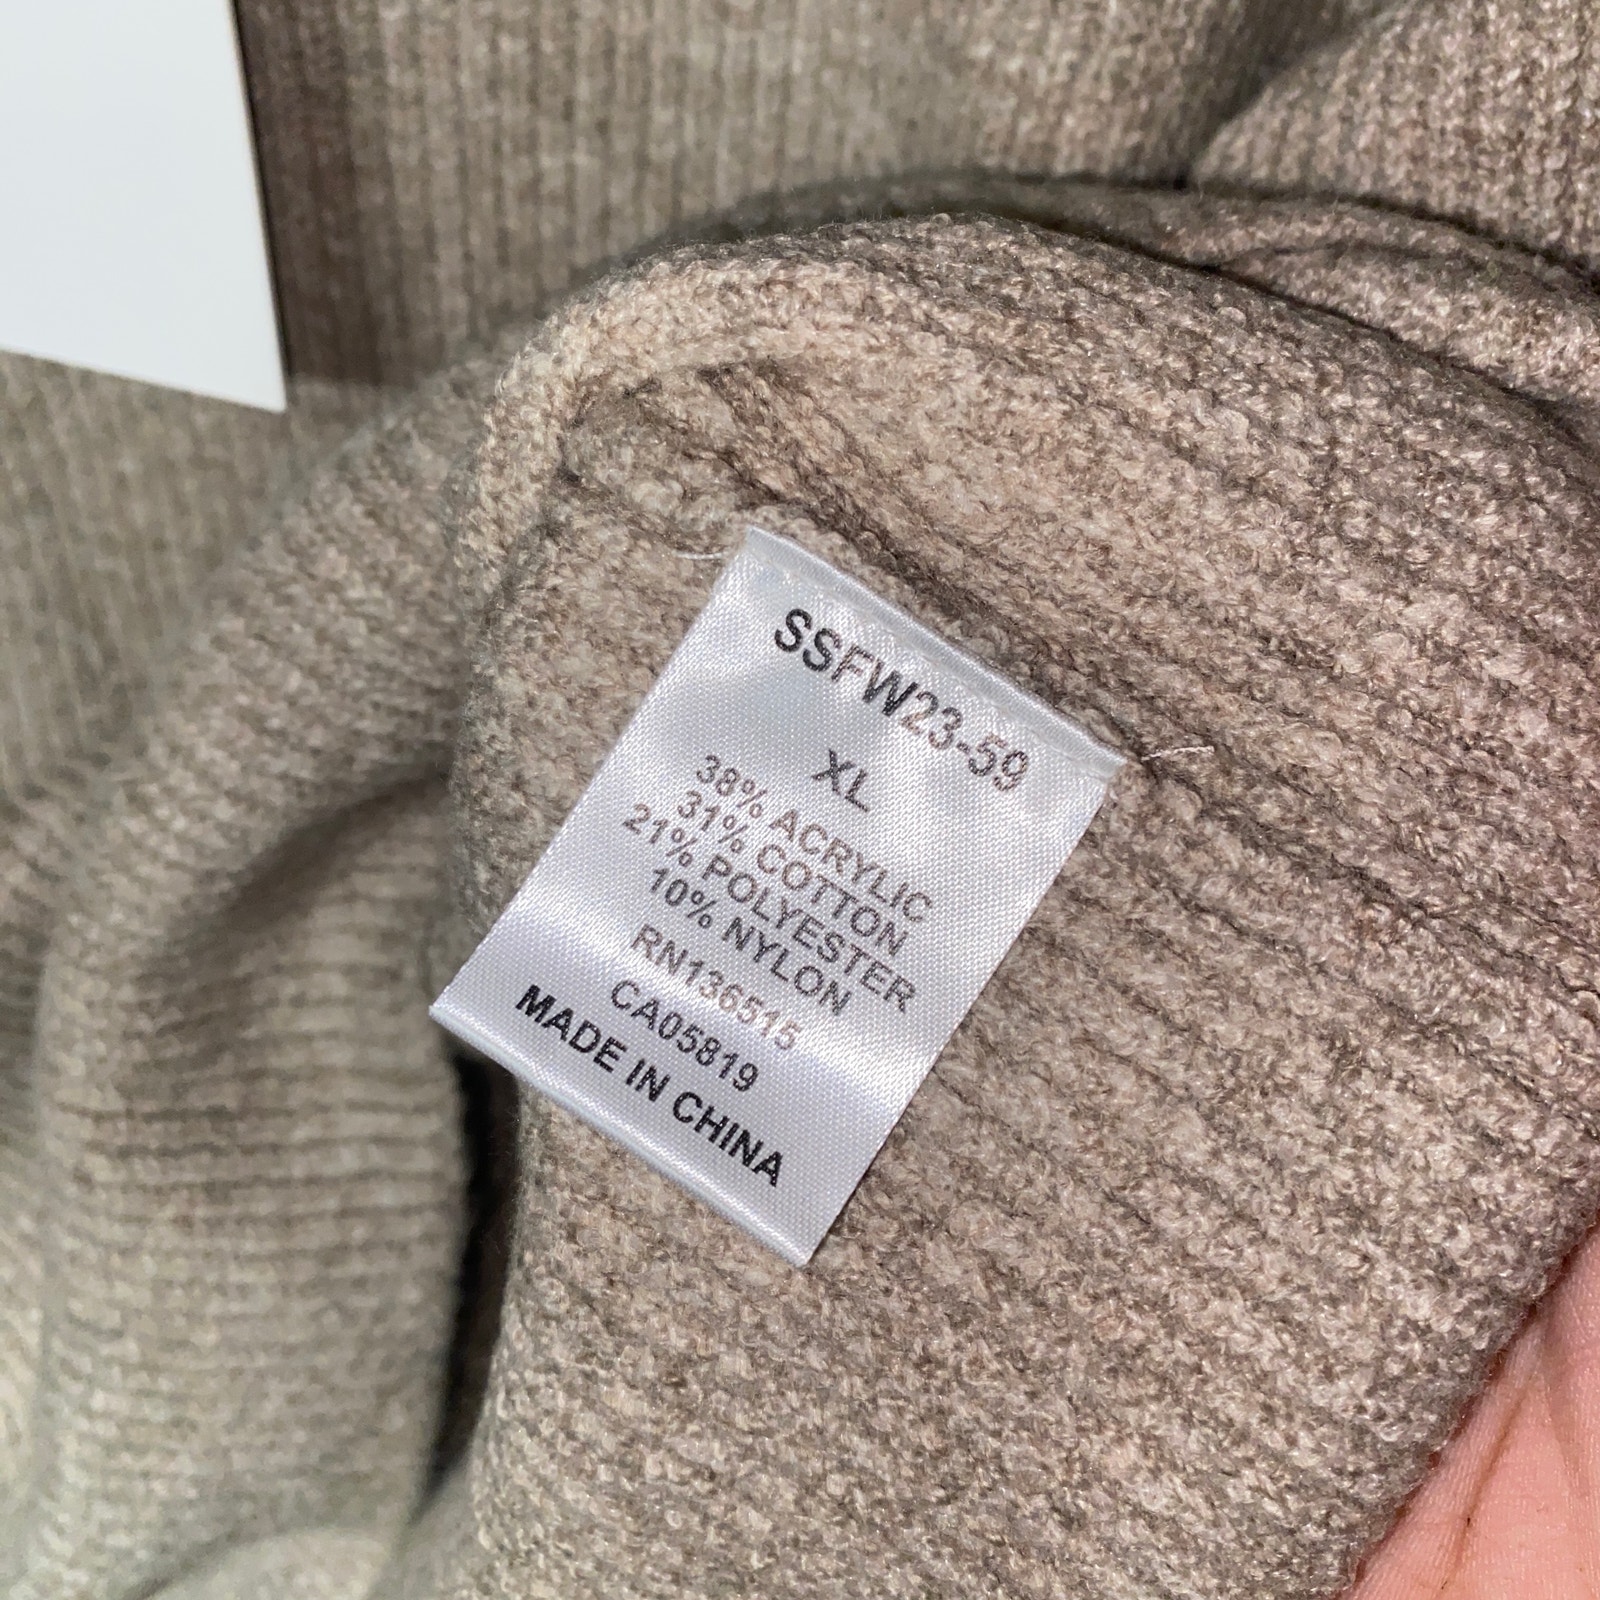 SSFW23-59
XL
38% ACRYLIC
31% COTTON
21% POLYESTER
10% NYLON
RN136515
CA05819
MADE IN CHINA